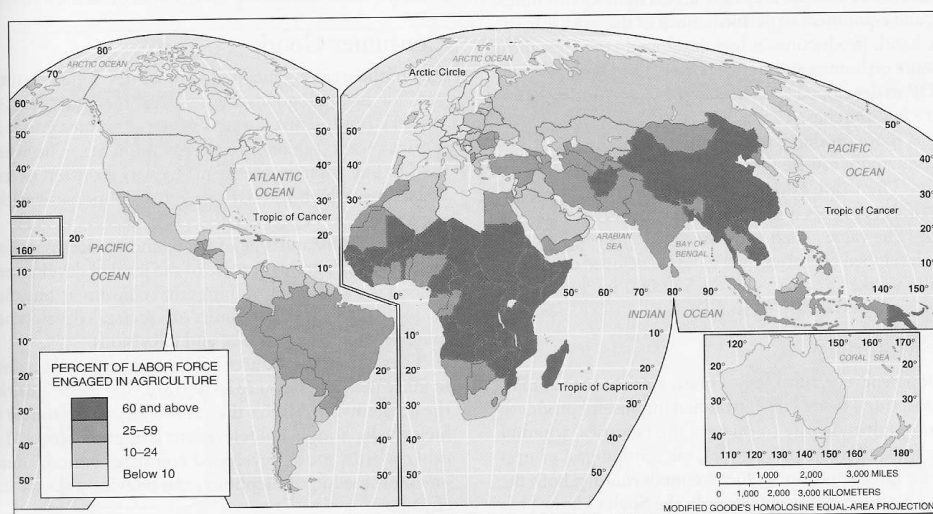 80°
ARCTIC OCEAN
70°
60°
50°
40°
30°
20°
160°
10°
0°
10°
20°
30°
40°
50°
60°
50°
40°
30°
20°
10°
ATLANTIC
OCEAN
Tropic of Cancer
PACIFIC
OCEAN
PERCENT OF LABOR FORCE
ENGAGED IN AGRICULTURE
60 and above
25–59
10–24
Below 10
20°
30°
40°
50°
Arctic Circle
ARCTIC OCEAN
60°
50°
40°
30°
0°
10°
20°
30°
40°
50°
50°
PACIFIC
OCEAN
40°
30°
Tropic of Cancer
20°
10°
ARABIAN
SEA
BAY OF
BENGAL
50° 60° 70° 80° 90° 140° 150°
INDIAN OCEAN
10°
20°
Tropic of Capricorn
30°
40°
50°
120° 150° 160° 170°
CORAL SEA
20°
20°
30°
30°
40°
110° 130° 140° 180°
0 1,000 2,000 3,000 MILES
0 1,000 2,000 3,000 KILOMETERS
MODIFIED GOODE'S HOMOLOSINE EQUAL-AREA PROJECTION